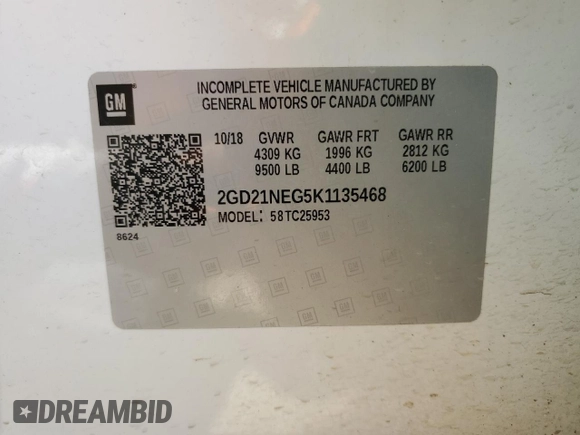 GM
INCOMPLETE VEHICLE MANUFACTURED BY
GENERAL MOTORS OF CANADA COMPANY
10/18 GVWR GAWR FRT GAWR RR
4309 KG 1996 KG 2812 KG
9500 LB 4400 LB 6200 LB
2GD21NEG5K1135468
MODEL: 58TC25953
8624
DREAMBID